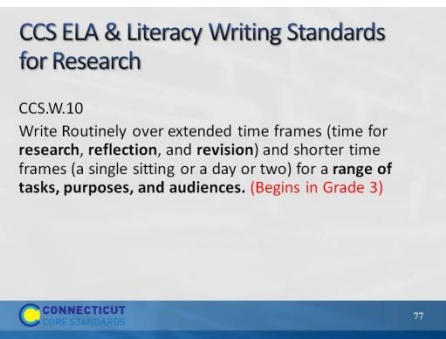 CCS ELA & Literacy Writing Standards
for Research
CCS.W.10
Write Routinely over extended time frames (time for
research, reflection, and revision) and shorter time
frames (a single sitting or a day or two) for a range of
tasks, purposes, and audiences. (Begins in Grade 3)
CONNECTICUT
CORE STANDARDS
77